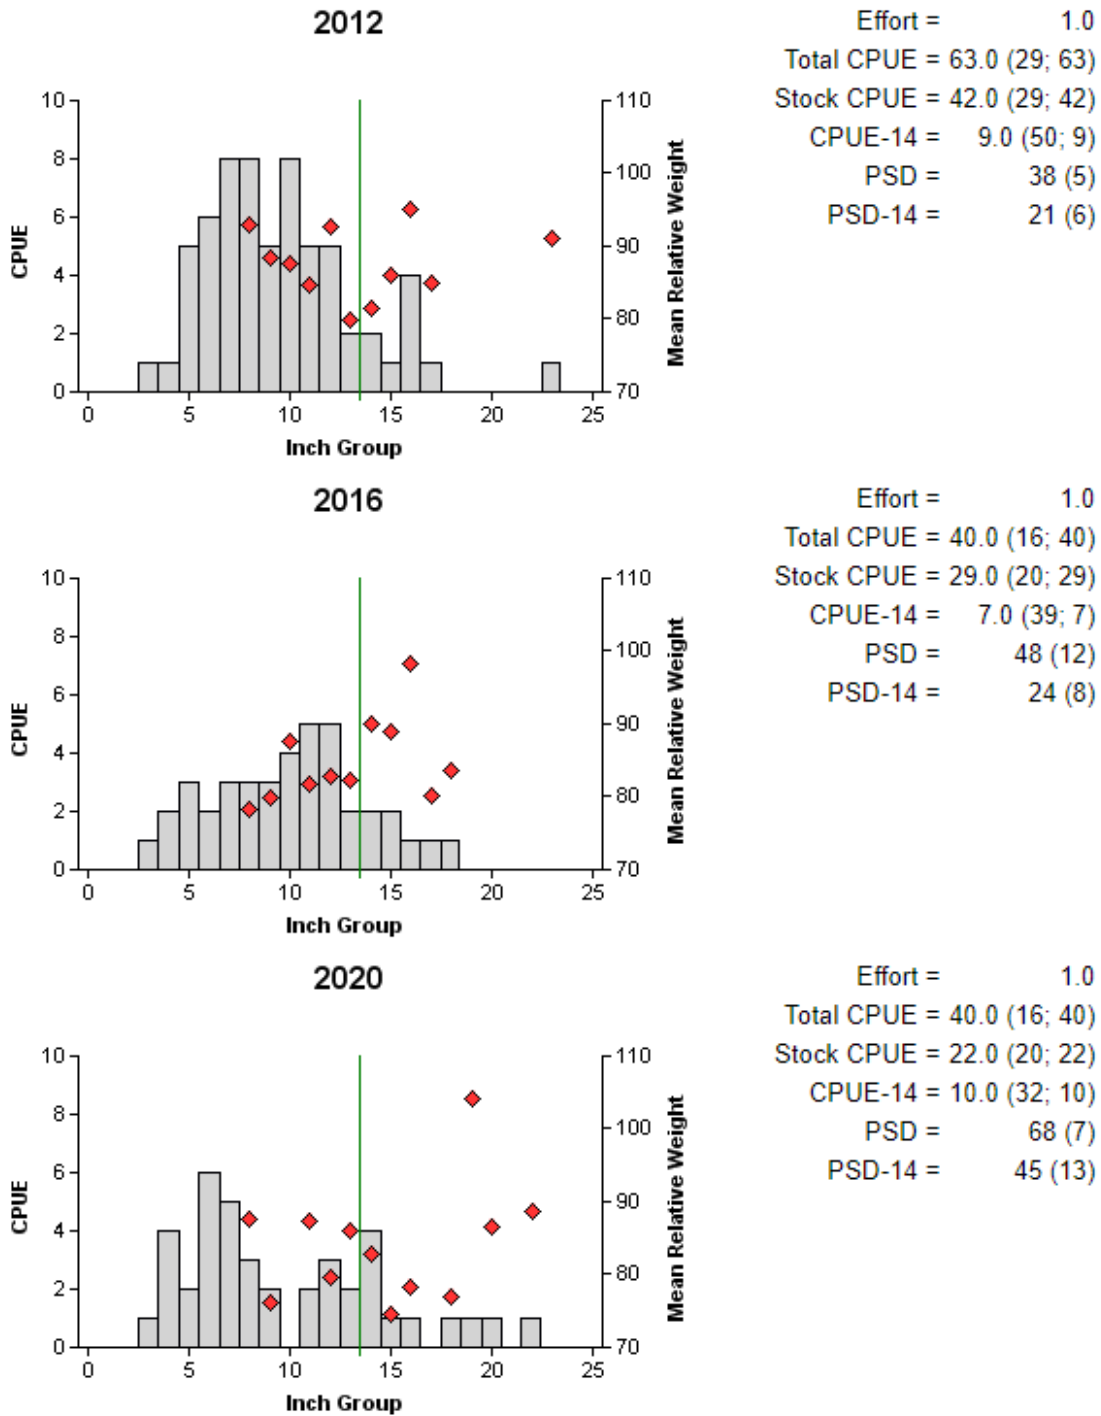 2012
Effort = 1.0
Total CPUE = 63.0 (29; 63)
Stock CPUE = 42.0 (29; 42)
CPUE-14 = 9.0 (50; 9)
PSD = 38 (5)
PSD-14 = 21 (6)
10
8
6
4
2
0
CPUE
110
100
90
80
70
Mean Relative Weight
0 5 10 15 20 25
Inch Group
2016
Effort = 1.0
Total CPUE = 40.0 (16; 40)
Stock CPUE = 29.0 (20; 29)
CPUE-14 = 7.0 (39; 7)
PSD = 48 (12)
PSD-14 = 24 (8)
10
8
6
4
2
0
CPUE
110
100
90
80
70
Mean Relative Weight
0 5 10 15 20 25
Inch Group
2020
Effort = 1.0
Total CPUE = 40.0 (16; 40)
Stock CPUE = 22.0 (20; 22)
CPUE-14 = 10.0 (32; 10)
PSD = 68 (7)
PSD-14 = 45 (13)
10
8
6
4
2
0
CPUE
110
100
90
80
70
Mean Relative Weight
0 5 10 15 20 25
Inch Group